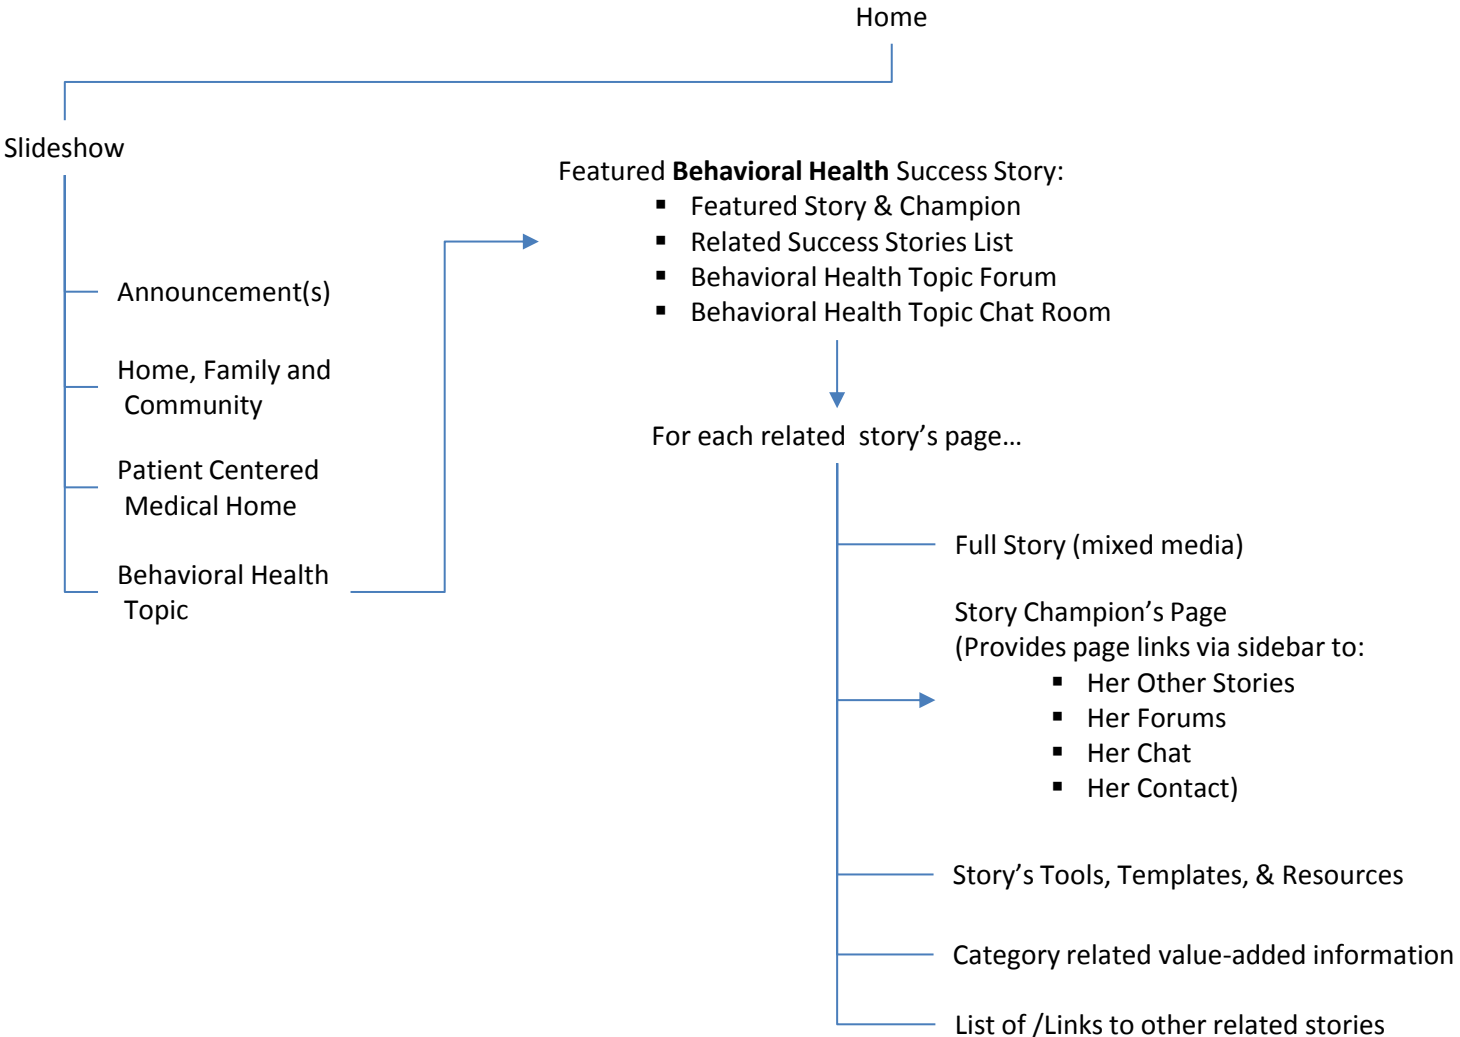 Home
Slideshow
Announcement(s)
Home, Family and
Community
Patient Centered
Medical Home
Behavioral Health
Topic
Featured Behavioral Health Success Story:
▪ Featured Story & Champion
▪ Related Success Stories List
▪ Behavioral Health Topic Forum
▪ Behavioral Health Topic Chat Room
For each related story’s page…
Full Story (mixed media)
Story Champion’s Page
(Provides page links via sidebar to:
▪ Her Other Stories
▪ Her Forums
▪ Her Chat
▪ Her Contact)
Story’s Tools, Templates, & Resources
Category related value-added information
List of /Links to other related stories